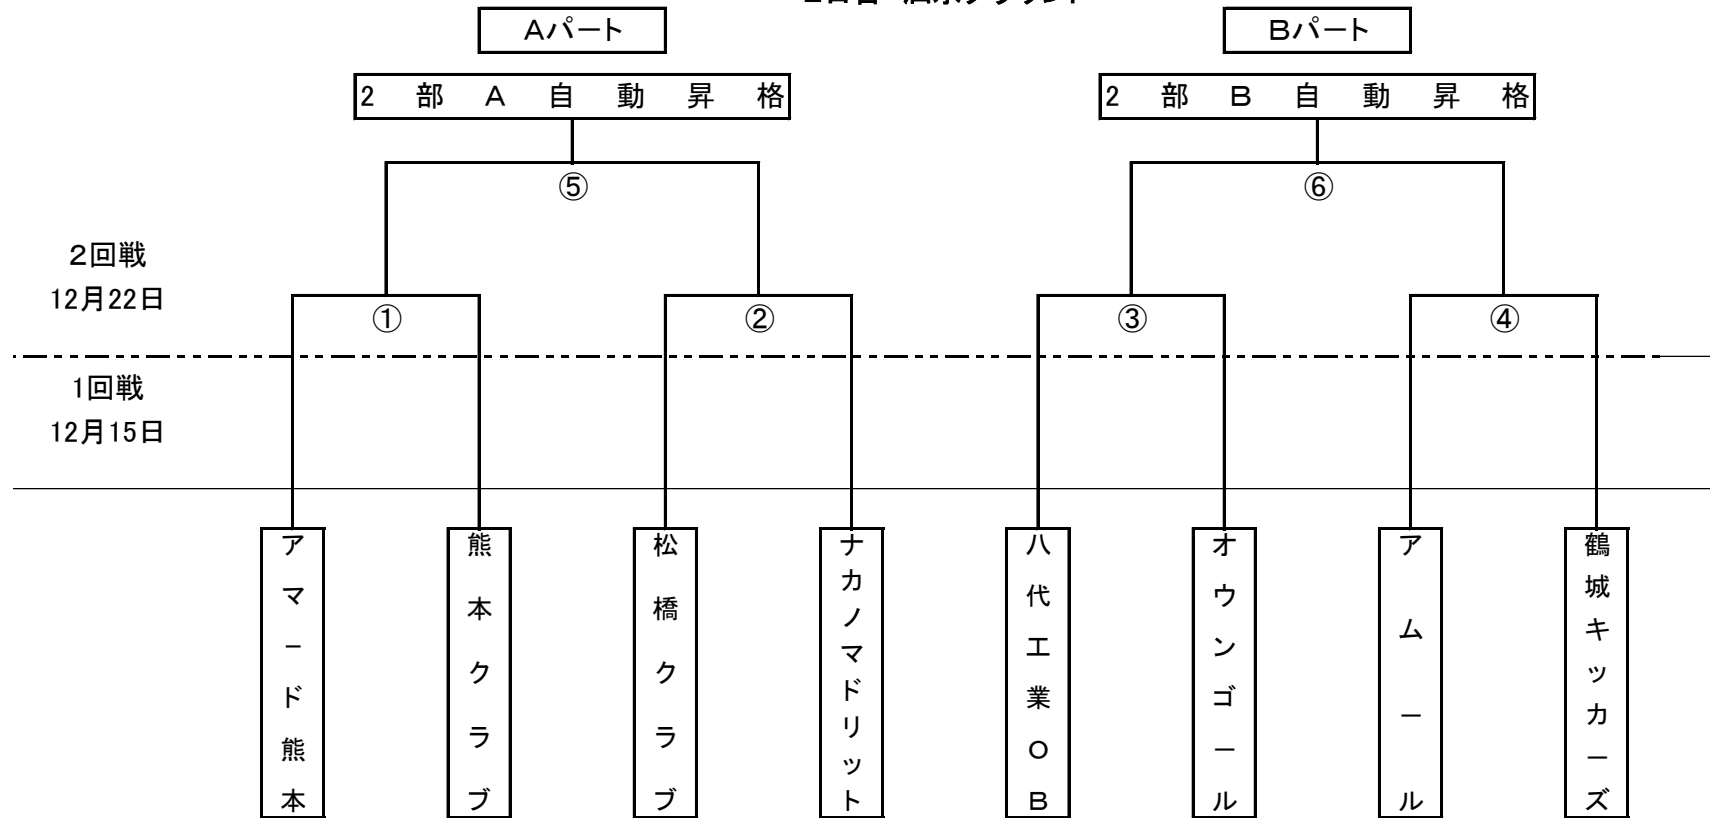 Aパート
Bパート
2部A自動昇格
2部B自動昇格
⑤
⑥
2回戦
12月22日
①
②
③
④
1回戦
12月15日
アマード熊本
熊本クラブ
松橋クラブ
ナカノマドリット
八代工業OB
オウンゴール
アムール
鶴城キッカーズ